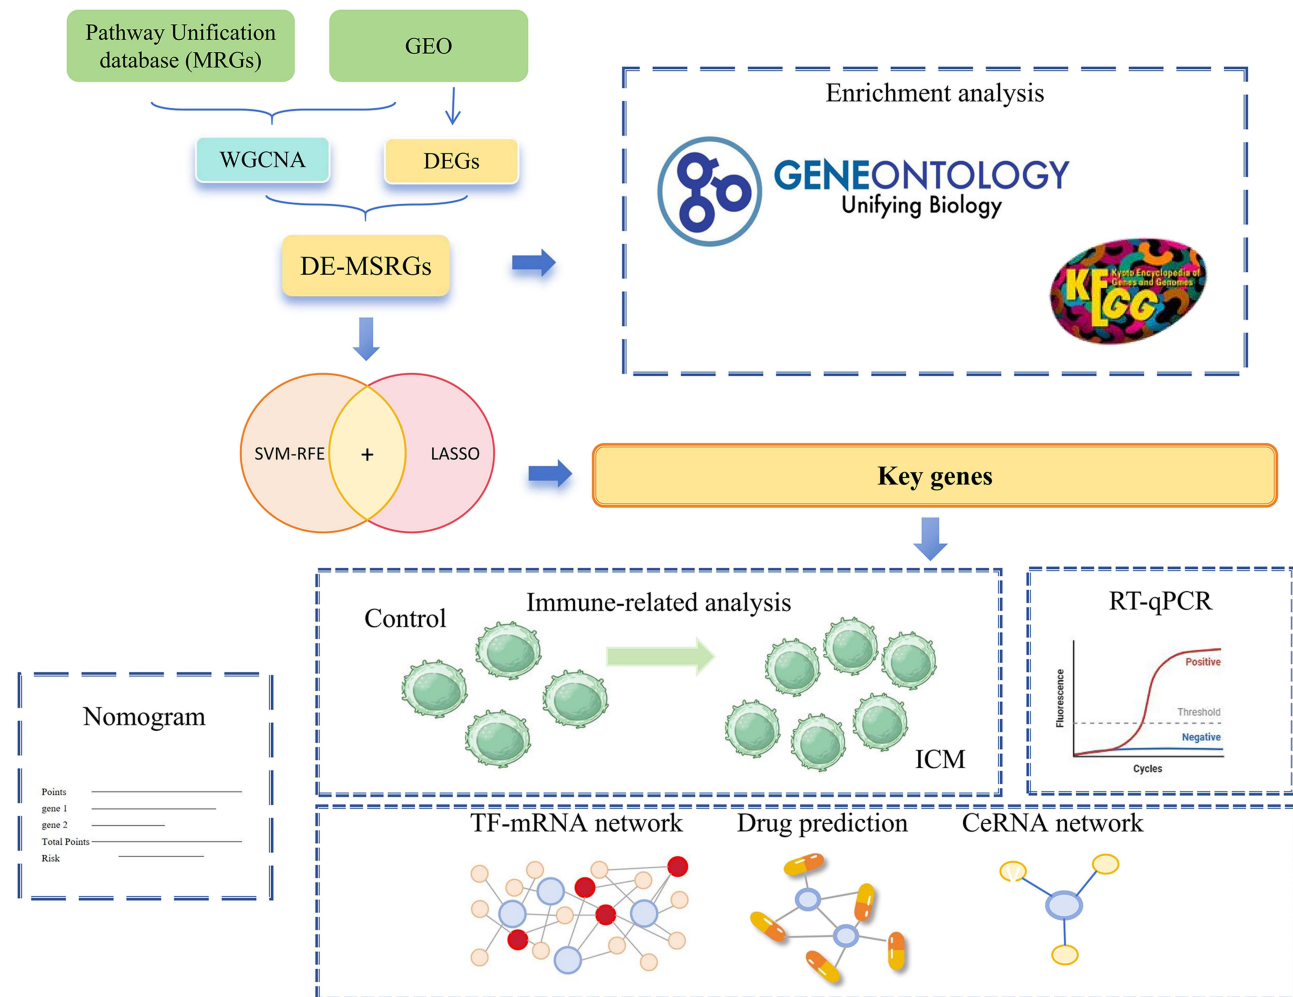 Pathway Unification
database (MRGs)
GEO
WGCNA
DEGs
DE-MSRGs
Enrichment analysis
GENEONTOLOGY
Unifying Biology
KEGG
Kyoto Encyclopedia of
Genes and Genomes
SVM-RFE
+
LASSO
Key genes
Control
Immune-related analysis
ICM
RT-qPCR
Fluorescence
Positive
Threshold
Negative
Cycles
Nomogram
Points
gene 1
gene 2
Total Points
Risk
TF-mRNA network
Drug prediction
CeRNA network